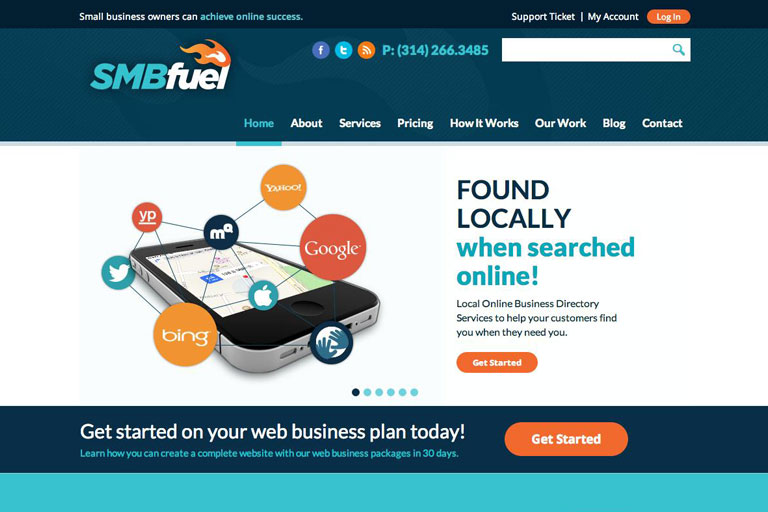 Small business owners can achieve online success.
Support Ticket | My Account Log In
SMBfuel
f P: (314) 266.3485
Home About Services Pricing How It Works Our Work Blog Contact
YAHOO!
yp
mq
Google
bing
FOUND
LOCALLY
when searched
online!
Local Online Business Directory
Services to help your customers find
you when they need you.
Get Started
Get started on your web business plan today!
Learn how you can create a complete website with our web business packages in 30 days.
Get Started